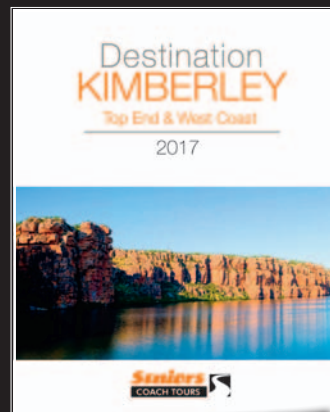 Destination
KIMBERLEY
Top End & West Coast
2017
Seniors
COACH TOURS